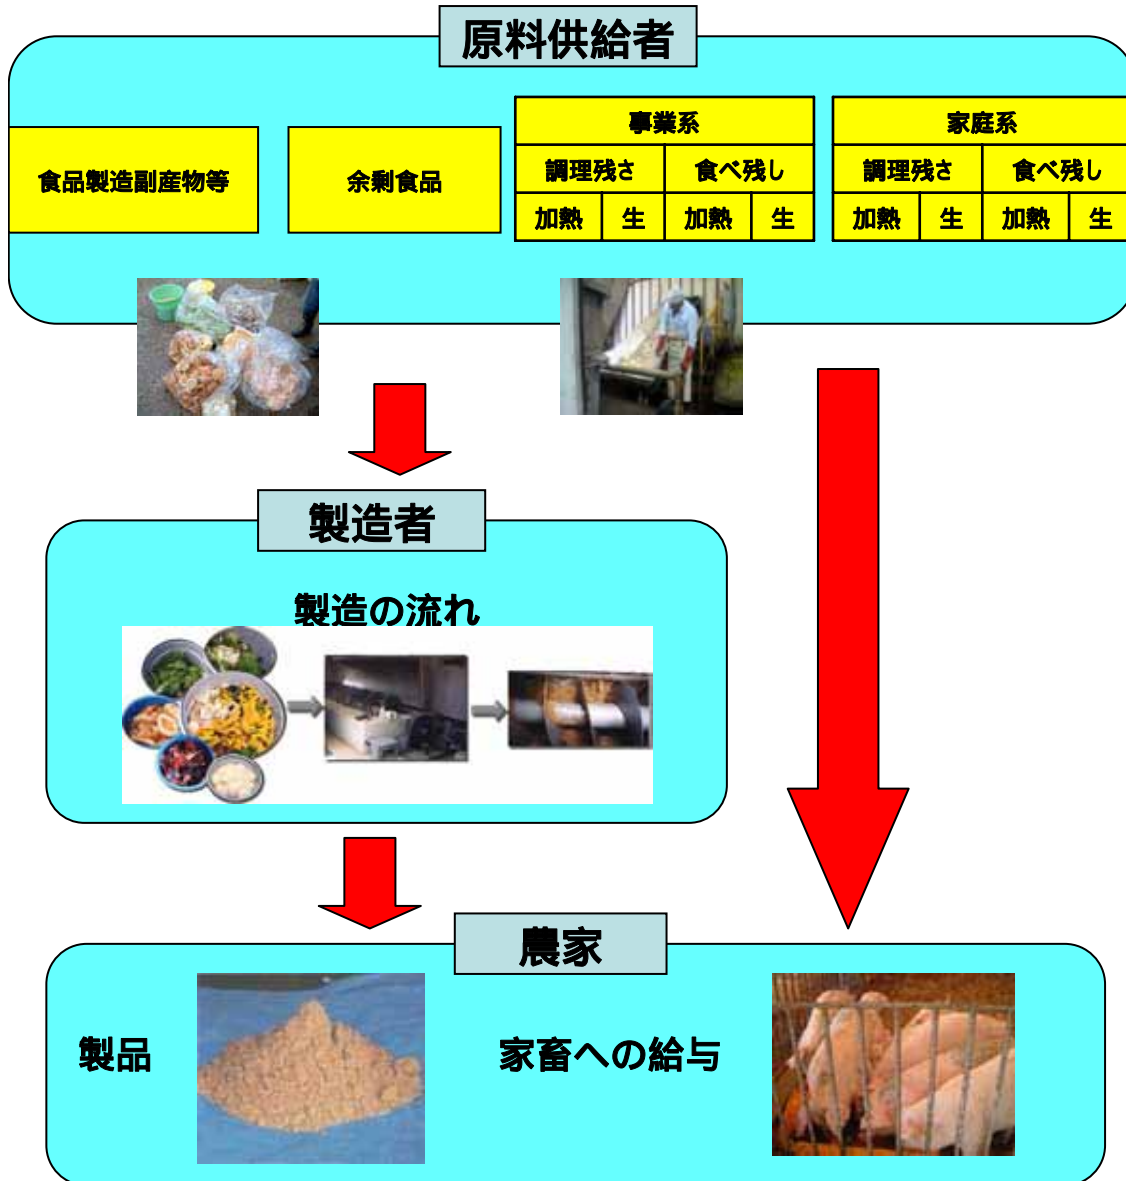 原料供給者
食品製造副産物等
余剰食品
事業系
調理残さ 食べ残し
加熱 生 加熱 生
家庭系
調理残さ 食べ残し
加熱 生 加熱 生
製造者
製造の流れ
農家
製品
家畜への給与